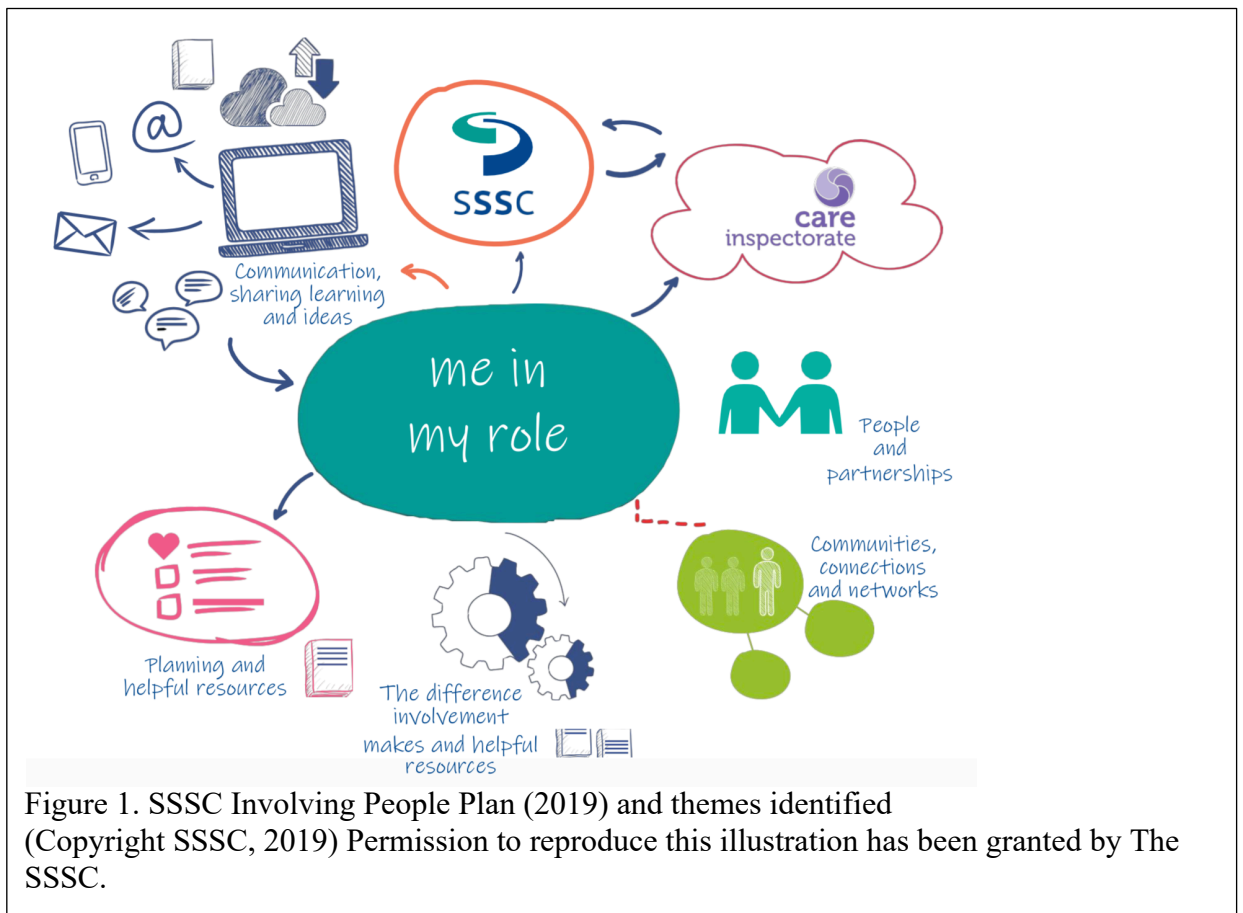 @
SSSC
care
inspectorate
Communication,
sharing learning
and ideas
me in
my role
People
and
partnerships
Communities,
connections
and networks
Planning and
helpful resources
The difference
involvement
makes and helpful
resources
Figure 1. SSSC Involving People Plan (2019) and themes identified
(Copyright SSSC, 2019) Permission to reproduce this illustration has been granted by The
SSSC.